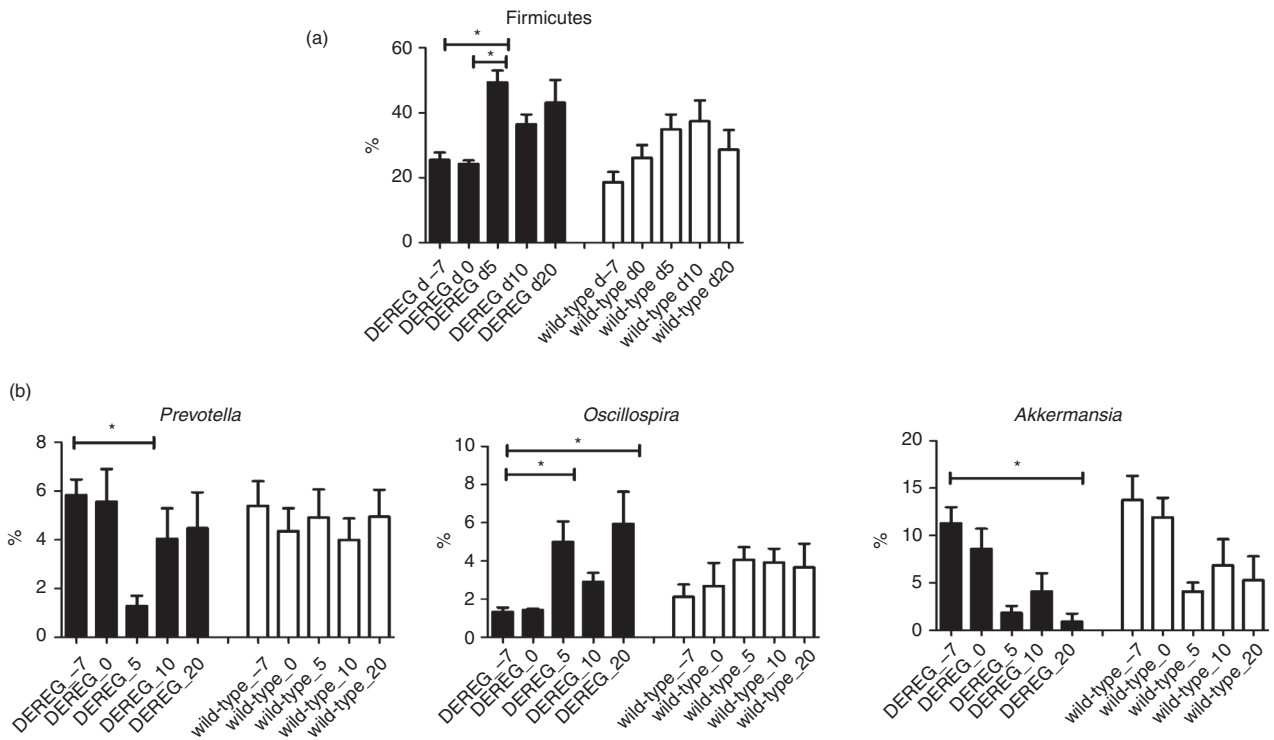 Firmicutes
(a)
*
*
60
40
20
0
%
DEREG d –7
DEREG d 0
DEREG d5
DEREG d10
DEREG d20
wild-type d–7
wild-type d0
wild-type d5
wild-type d10
wild-type d20
(b)
Prevotella
*
8
6
4
2
0
%
DEREG_–7
DEREG_0
DEREG_5
DEREG_10
DEREG_20
wild-type_–7
wild-type_0
wild-type_5
wild-type_10
wild-type_20
Oscillospira
*
*
10
8
6
4
2
0
%
DEREG_–7
DEREG_0
DEREG_5
DEREG_10
DEREG_20
wild-type_–7
wild-type_0
wild-type_5
wild-type_10
wild-type_20
Akkermansia
*
20
15
10
5
0
%
DEREG_–7
DEREG_0
DEREG_5
DEREG_10
DEREG_20
wild-type_–7
wild-type_0
wild-type_5
wild-type_10
wild-type_20